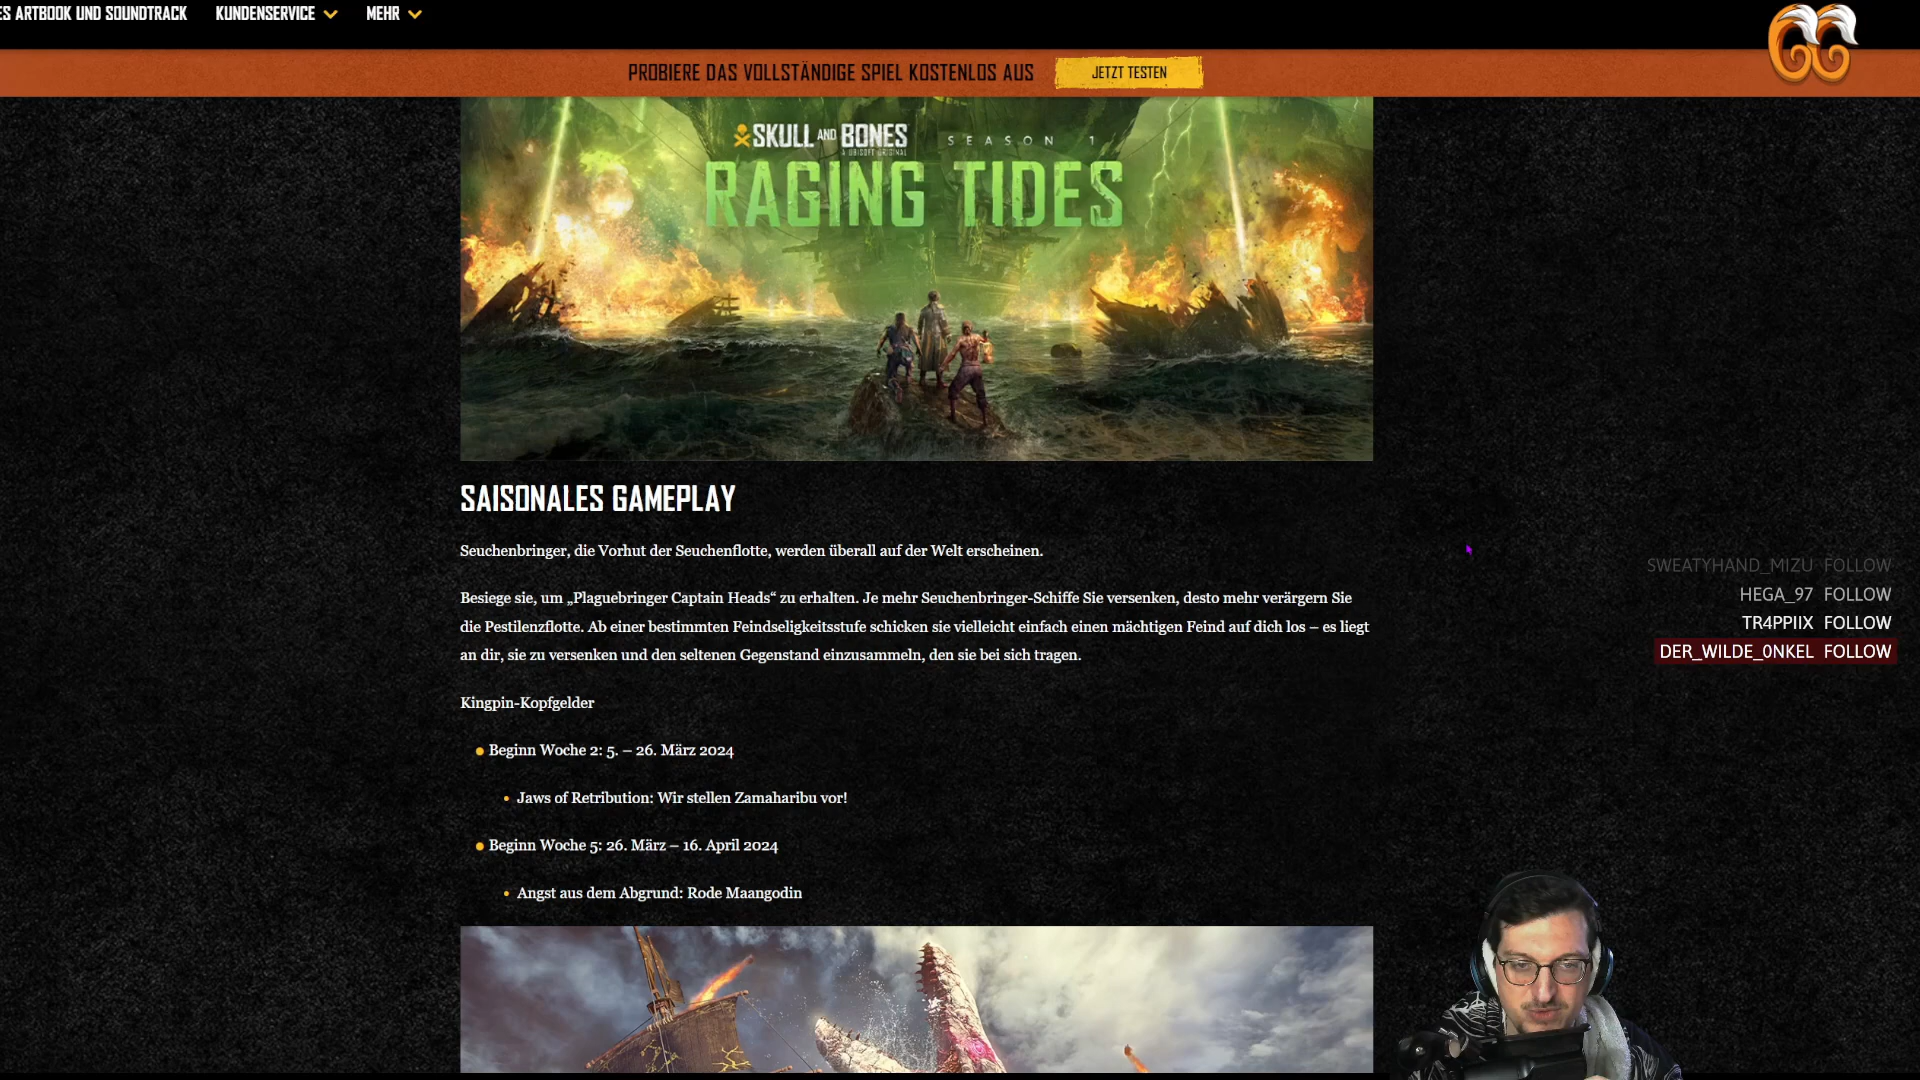 ES ARTBOOK UND SOUNDTRACK KUNDENSERVICE MEHR
PROBIERE DAS VOLLSTÄNDIGE SPIEL KOSTENLOS AUS JETZT TESTEN
SKULL AND BONES SEASON 1
A UBISOFT ORIGINAL
RAGING TIDES
SAISONALES GAMEPLAY
Seuchenbringer, die Vorhut der Seuchenflotte, werden überall auf der Welt erscheinen.
Besiege sie, um „Plaguebringer Captain Heads“ zu erhalten. Je mehr Seuchenbringer-Schiffe Sie versenken, desto mehr verärgern Sie
die Pestilenzflotte. Ab einer bestimmten Feindseligkeitsstufe schicken sie vielleicht einfach einen mächtigen Feind auf dich los – es liegt
an dir, sie zu versenken und den seltenen Gegenstand einzusammeln, den sie bei sich tragen.
Kingpin-Kopfgelder
Beginn Woche 2: 5. – 26. März 2024
Jaws of Retribution: Wir stellen Zamaharibu vor!
Beginn Woche 5: 26. März – 16. April 2024
Angst aus dem Abgrund: Rode Maangodin
SWEATYHAND_MIZU FOLLOW
HEGA_97 FOLLOW
TR4PPIIX FOLLOW
DER_WILDE_0NKEL FOLLOW